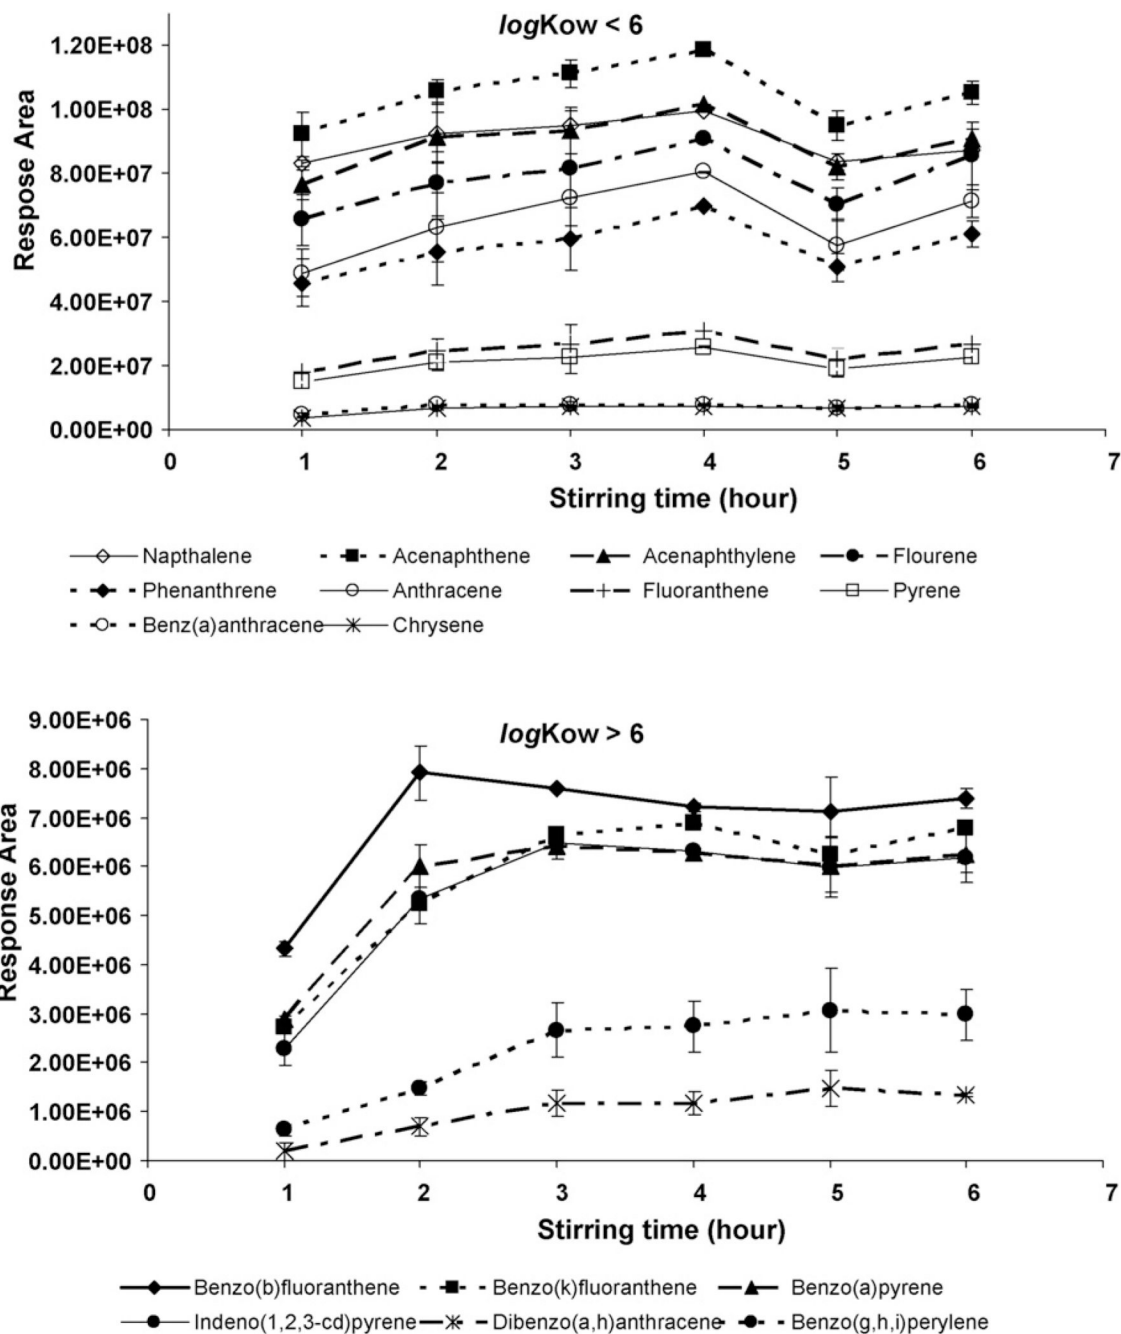 logKow < 6
1.20E+08
1.00E+08
8.00E+07
6.00E+07
4.00E+07
2.00E+07
0.00E+00
Respose Area
0 1 2 3 4 5 6 7
Stirring time (hour)
Napthalene Acenaphthene Acenaphthylene Flourene
Phenanthrene Anthracene Fluoranthene Pyrene
Benz(a)anthracene Chrysene
logKow > 6
9.00E+06
8.00E+06
7.00E+06
6.00E+06
5.00E+06
4.00E+06
3.00E+06
2.00E+06
1.00E+06
0.00E+00
Response Area
0 1 2 3 4 5 6 7
Stirring time (hour)
Benzo(b)fluoranthene Benzo(k)fluoranthene Benzo(a)pyrene
Indeno(1,2,3-cd)pyrene Dibenzo(a,h)anthracene Benzo(g,h,i)perylene